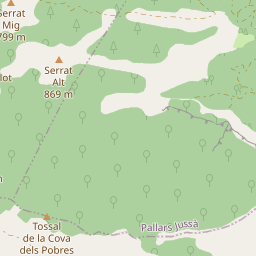 Serrat
Mig
799 m
Serrat
Alt
869 m
lot
Pallars Jussà
Tossal
de la Cova
dels Pobres